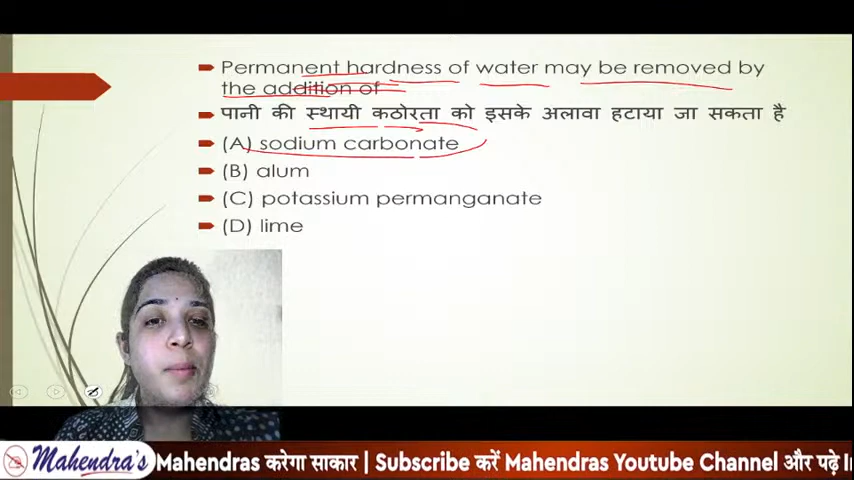 Permanent hardness of water may be removed by
the addition of
पानी की स्थायी कठोरता को इसके अलावा हटाया जा सकता है
(A) sodium carbonate
(B) alum
(C) potassium permanganate
(D) lime
Mahendra's Mahendras करेगा साकार | Subscribe करें Mahendras Youtube Channel और पढ़े